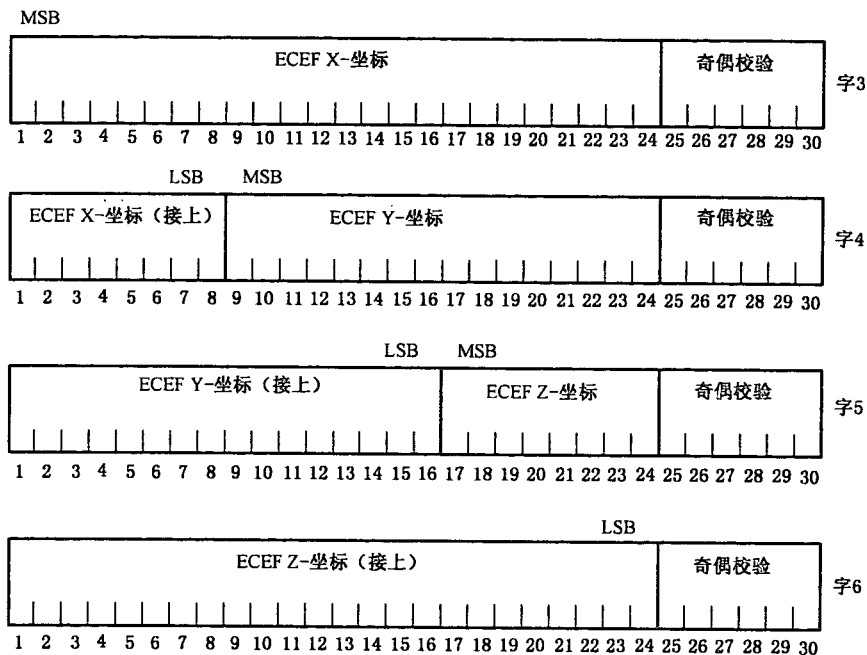 MSB
ECEF X-坐标 奇偶校验 字3
1 2 3 4 5 6 7 8 9 10 11 12 13 14 15 16 17 18 19 20 21 22 23 24 25 26 27 28 29 30
LSB MSB
ECEF X-坐标（接上） ECEF Y-坐标 奇偶校验 字4
1 2 3 4 5 6 7 8 9 10 11 12 13 14 15 16 17 18 19 20 21 22 23 24 25 26 27 28 29 30
LSB MSB
ECEF Y-坐标（接上） ECEF Z-坐标 奇偶校验 字5
1 2 3 4 5 6 7 8 9 10 11 12 13 14 15 16 17 18 19 20 21 22 23 24 25 26 27 28 29 30
LSB
ECEF Z-坐标（接上） 奇偶校验 字6
1 2 3 4 5 6 7 8 9 10 11 12 13 14 15 16 17 18 19 20 21 22 23 24 25 26 27 28 29 30